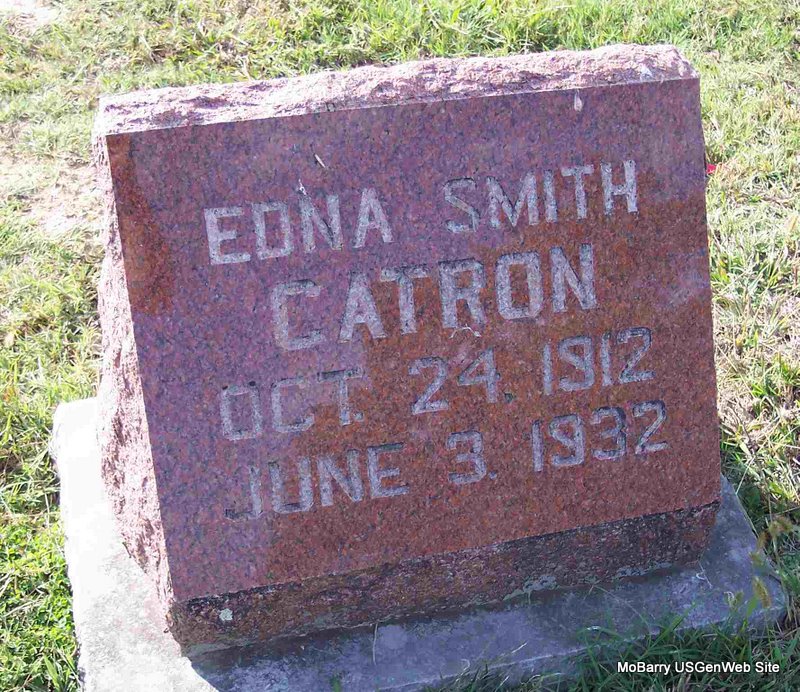 EDNA SMITH
CATRON
OCT. 24. 1912
JUNE 3. 1932
MoBarry USGenWeb Site